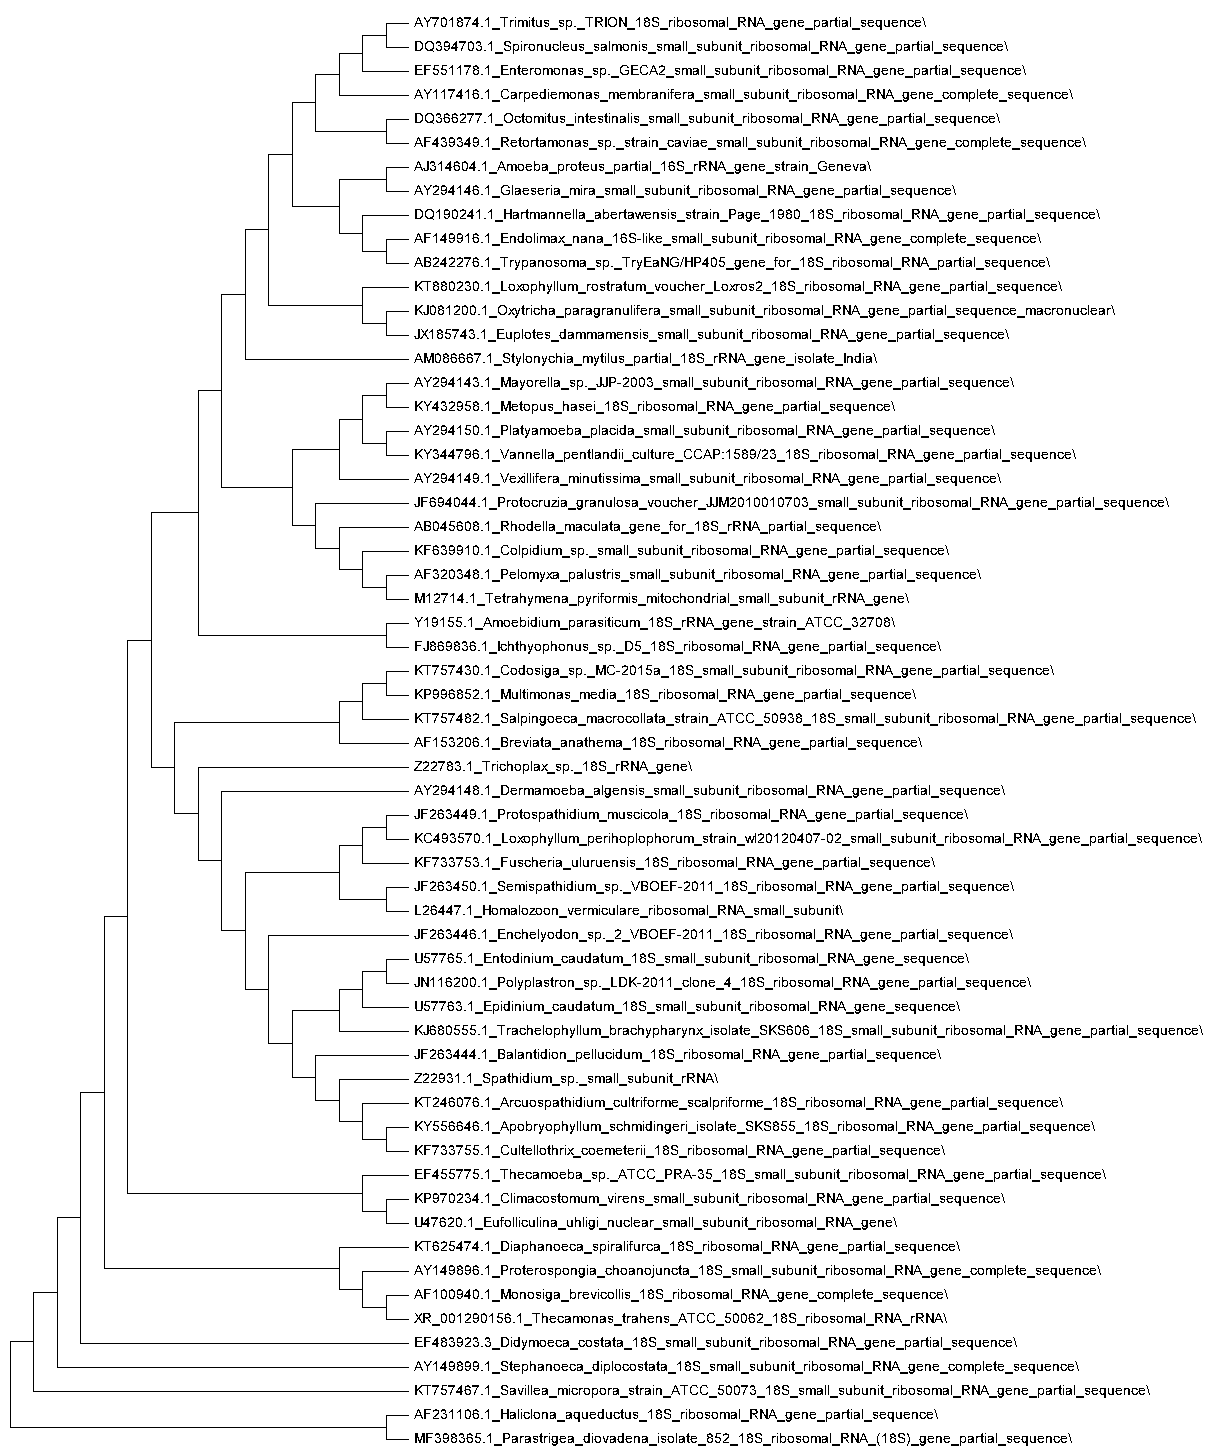 AY701874.1_Trimitus_sp._TRION_18S_ribosomal_RNA_gene_partial_sequence\
DQ394703.1_Spironucleus_salmonis_small_subunit_ribosomal_RNA_gene_partial_sequence\
EF551178.1_Enteromonas_sp._GECA2_small_subunit_ribosomal_RNA_gene_partial_sequence\
AY117416.1_Carpediemonas_membranifera_small_subunit_ribosomal_RNA_gene_complete_sequence\
DQ366277.1_Octomitus_intestinalis_small_subunit_ribosomal_RNA_gene_partial_sequence\
AF439349.1_Retortamonas_sp._strain_caviae_small_subunit_ribosomal_RNA_gene_complete_sequence\
AJ314604.1_Amoeba_proteus_partial_16S_rRNA_gene_strain_Geneva\
AY294146.1_Glaeseria_mira_small_subunit_ribosomal_RNA_gene_partial_sequence\
DQ190241.1_Hartmannella_abertawensis_strain_Page_1980_18S_ribosomal_RNA_gene_partial_sequence\
AF149916.1_Endolimax_nana_16S-like_small_subunit_ribosomal_RNA_gene_complete_sequence\
AB242276.1_Trypanosoma_sp._TryEaNG/HP405_gene_for_18S_ribosomal_RNA_partial_sequence\
KT880230.1_Loxophyllum_rostratum_voucher_Loxros2_18S_ribosomal_RNA_gene_partial_sequence\
KJ081200.1_Oxytricha_paragranulifera_small_subunit_ribosomal_RNA_gene_partial_sequence_macronuclear\
JX185743.1_Euplotes_dammamensis_small_subunit_ribosomal_RNA_gene_partial_sequence\
AM086667.1_Stylonychia_mytilus_partial_18S_rRNA_gene_isolate_India\
AY294143.1_Mayorella_sp._JJP-2003_small_subunit_ribosomal_RNA_gene_partial_sequence\
KY432958.1_Metopus_hasei_18S_ribosomal_RNA_gene_partial_sequence\
AY294150.1_Platyamoeba_placida_small_subunit_ribosomal_RNA_gene_partial_sequence\
KY344796.1_Vannella_pentlandii_culture_CCAP:1589/23_18S_ribosomal_RNA_gene_partial_sequence\
AY294149.1_Vexillifera_minutissima_small_subunit_ribosomal_RNA_gene_partial_sequence\
JF694044.1_Protocruzia_granulosa_voucher_JJM2010010703_small_subunit_ribosomal_RNA_gene_partial_sequence\
AB045608.1_Rhodella_maculata_gene_for_18S_rRNA_partial_sequence\
KF639910.1_Colpidium_sp._small_subunit_ribosomal_RNA_gene_partial_sequence\
AF320348.1_Pelomyxa_palustris_small_subunit_ribosomal_RNA_gene_partial_sequence\
M12714.1_Tetrahymena_pyriformis_mitochondrial_small_subunit_rRNA_gene\
Y19155.1_Amoebidium_parasiticum_18S_rRNA_gene_strain_ATCC_32708\
FJ869836.1_Ichthyophonus_sp._D5_18S_ribosomal_RNA_gene_partial_sequence\
KT757430.1_Codosiga_sp._MC-2015a_18S_small_subunit_ribosomal_RNA_gene_partial_sequence\
KP996852.1_Multimonas_media_18S_ribosomal_RNA_gene_partial_sequence\
KT757482.1_Salpingoeca_macrocollata_strain_ATCC_50938_18S_small_subunit_ribosomal_RNA_gene_partial_sequence\
AF153206.1_Breviata_anathema_18S_ribosomal_RNA_gene_partial_sequence\
Z22783.1_Trichoplax_sp._18S_rRNA_gene\
AY294148.1_Dermamoeba_algensis_small_subunit_ribosomal_RNA_gene_partial_sequence\
JF263449.1_Protospathidium_muscicola_18S_ribosomal_RNA_gene_partial_sequence\
KC493570.1_Loxophyllum_perihoplophorum_strain_wl20120407-02_small_subunit_ribosomal_RNA_gene_partial_sequence\
KF733753.1_Fuscheria_uluruensis_18S_ribosomal_RNA_gene_partial_sequence\
JF263450.1_Semispathidium_sp._VBOEF-2011_18S_ribosomal_RNA_gene_partial_sequence\
L26447.1_Homalozoon_vermiculare_ribosomal_RNA_small_subunit\
JF263446.1_Enchelyodon_sp._2_VBOEF-2011_18S_ribosomal_RNA_gene_partial_sequence\
U57765.1_Entodinium_caudatum_18S_small_subunit_ribosomal_RNA_gene_sequence\
JN116200.1_Polyplastron_sp._LDK-2011_clone_4_18S_ribosomal_RNA_gene_partial_sequence\
U57763.1_Epidinium_caudatum_18S_small_subunit_ribosomal_RNA_gene_sequence\
KJ680555.1_Trachelophyllum_brachypharynx_isolate_SKS606_18S_small_subunit_ribosomal_RNA_gene_partial_sequence\
JF263444.1_Balantidion_pellucidum_18S_ribosomal_RNA_gene_partial_sequence\
Z22931.1_Spathidium_sp._small_subunit_rRNA\
KT246076.1_Arcuospathidium_cultriforme_scalpriforme_18S_ribosomal_RNA_gene_partial_sequence\
KY556646.1_Apobryophyllum_schmidingeri_isolate_SKS855_18S_ribosomal_RNA_gene_partial_sequence\
KF733755.1_Cultellothrix_coemeterii_18S_ribosomal_RNA_gene_partial_sequence\
EF455775.1_Thecamoeba_sp._ATCC_PRA-35_18S_small_subunit_ribosomal_RNA_gene_partial_sequence\
KP970234.1_Climacostomum_virens_small_subunit_ribosomal_RNA_gene_partial_sequence\
U47620.1_Eufolliculina_uhligi_nuclear_small_subunit_ribosomal_RNA_gene\
KT625474.1_Diaphanoeca_spiralifurca_18S_ribosomal_RNA_gene_partial_sequence\
AY149896.1_Proterospongia_choanojuncta_18S_small_subunit_ribosomal_RNA_gene_complete_sequence\
AF100940.1_Monosiga_brevicollis_18S_ribosomal_RNA_gene_complete_sequence\
XR_001290156.1_Thecamonas_trahens_ATCC_50062_18S_ribosomal_RNA_rRNA\
EF483923.3_Didymoeca_costata_18S_small_subunit_ribosomal_RNA_gene_partial_sequence\
AY149899.1_Stephanoeca_diplocostata_18S_small_subunit_ribosomal_RNA_gene_complete_sequence\
KT757467.1_Savillea_micropora_strain_ATCC_50073_18S_small_subunit_ribosomal_RNA_gene_partial_sequence\
AF231106.1_Haliclona_aqueductus_18S_ribosomal_RNA_gene_partial_sequence\
MF398365.1_Parastrigea_diovadena_isolate_852_18S_ribosomal_RNA_(18S)_gene_partial_sequence\